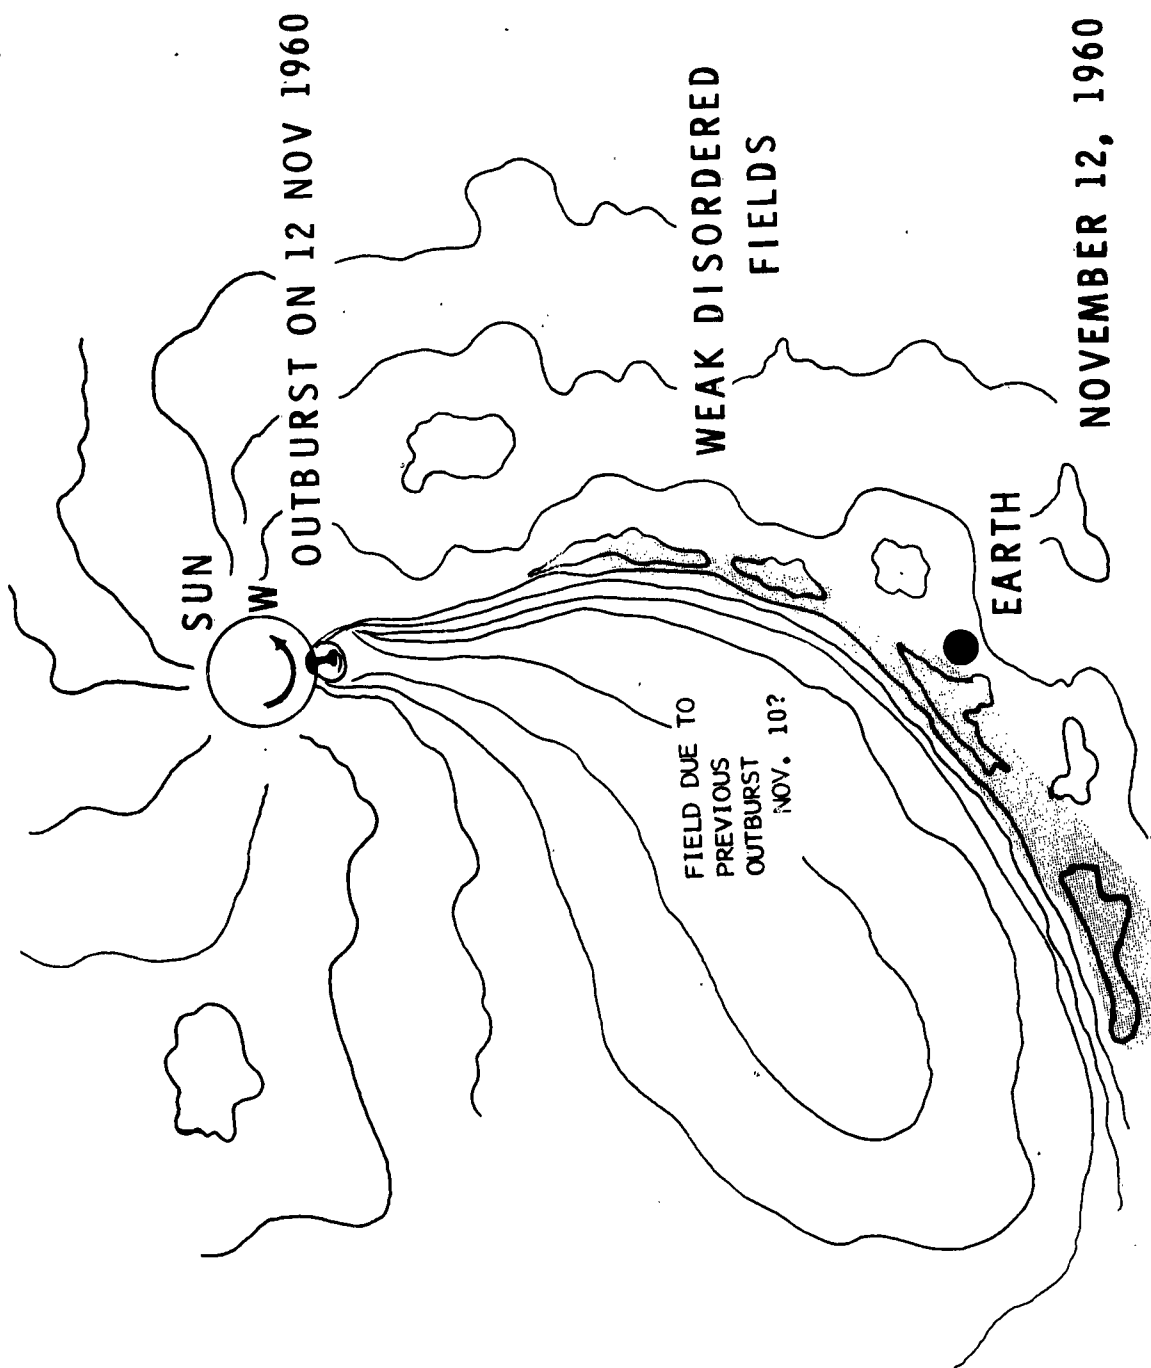 SUN
W
OUTBURST ON 12 NOV 1960
WEAK DISORDERED
FIELDS
FIELD DUE TO
PREVIOUS
OUTBURST
NOV. 10?
EARTH
NOVEMBER 12, 1960